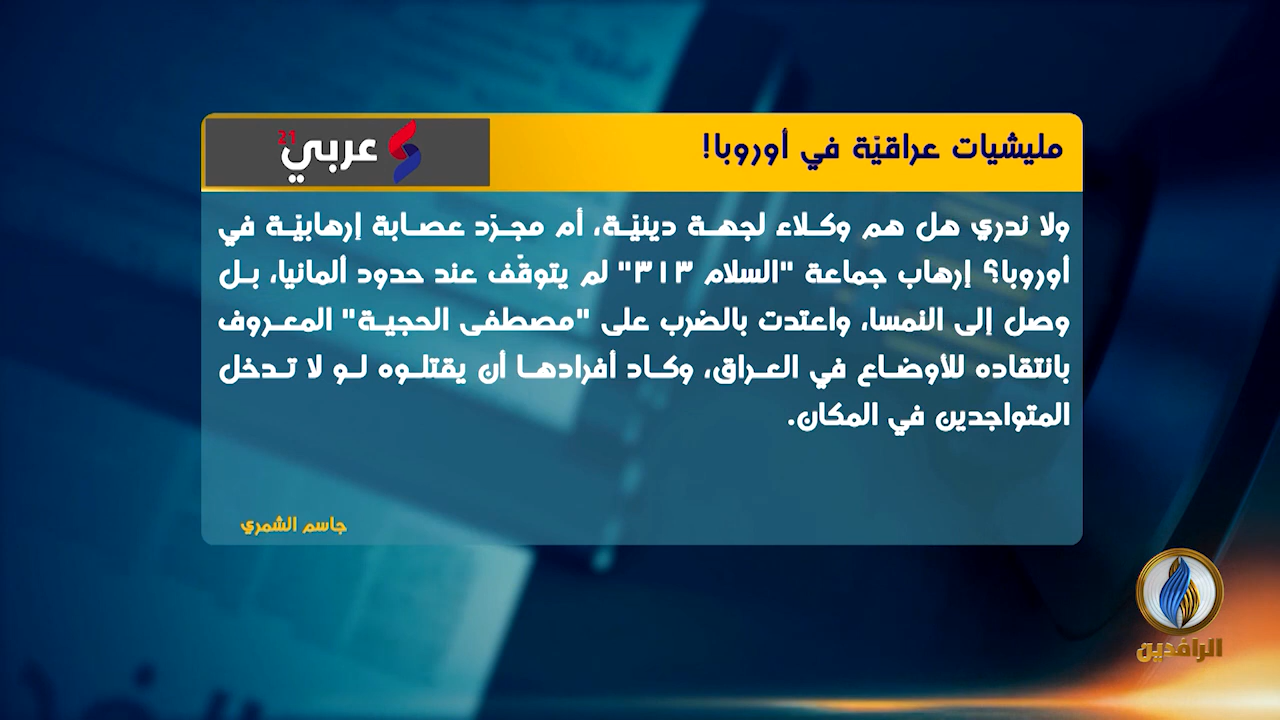 مليشيات عراقيّة في أوروبا!
عربي 21
ولا ندري هل هم وكلاء لجهة دينيّة، أم مجرّد عصابة إرهابيّة في
أوروبا؟ إرهاب جماعة "السلام ٣١٣" لم يتوقّف عند حدود ألمانيا، بل
وصل إلى النمسا، واعتدت بالضرب على "مصطفى الحجية" المعروف
بانتقاده للأوضاع في العراق، وكاد أفرادها أن يقتلوه لو لا تدخل
المتواجدين في المكان.
جاسم الشمري
الرافدين